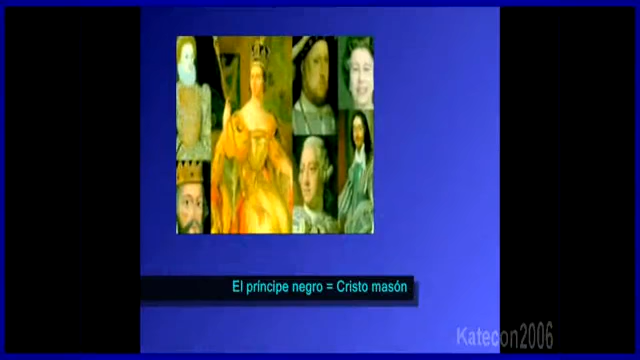 El príncipe negro = Cristo masón
Katecon2006